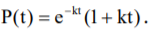 P(t) = e⁻ᵏᵗ (1 + kt).